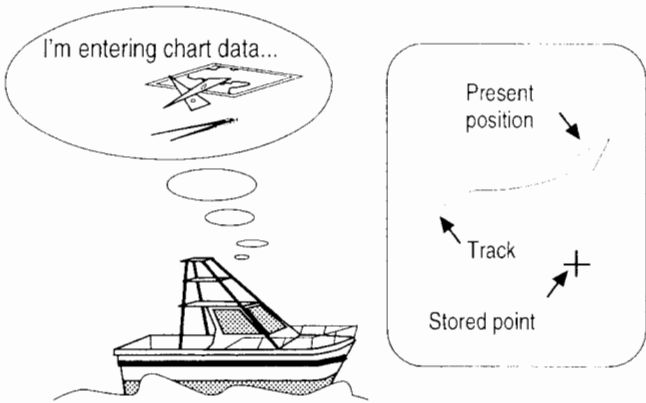 I'm entering chart data...
Present
position
Track
Stored point